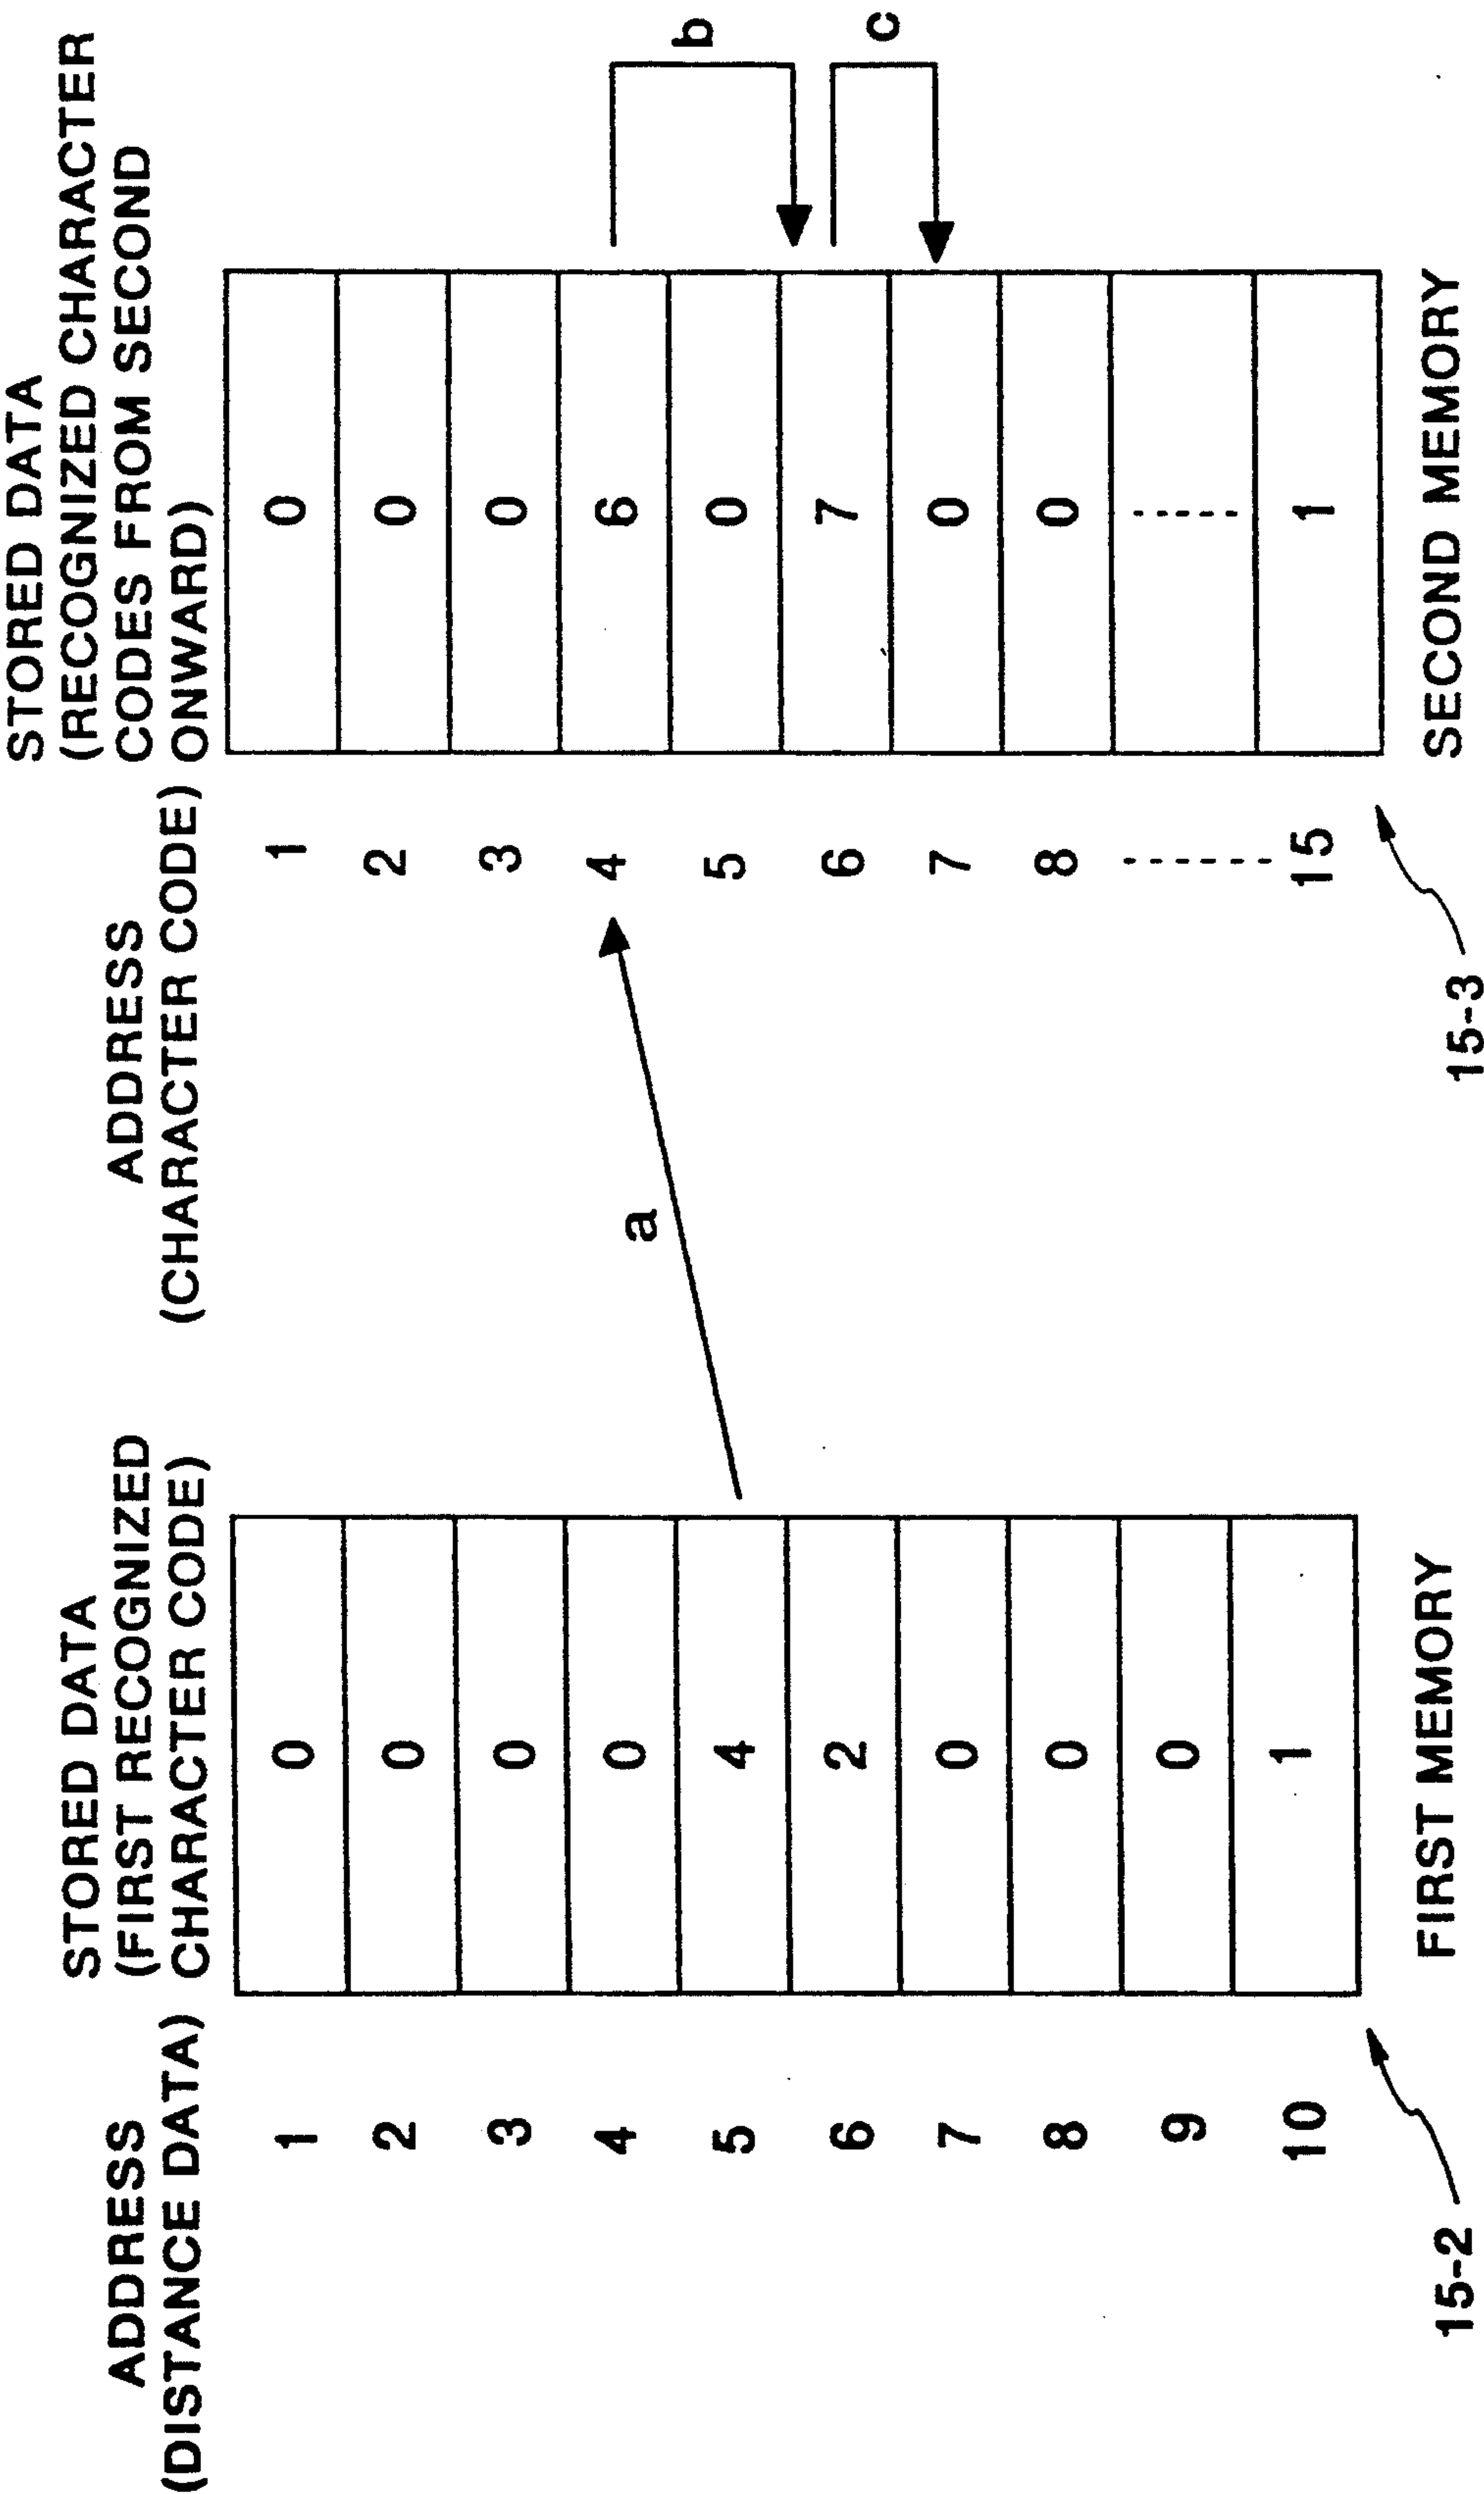 ADDRESS
(DISTANCE DATA)
STORED DATA
(FIRST RECOGNIZED
CHARACTER CODE)
1 0
2 0
3 0
4 0
5 4
6 2
7 0
8 0
9 0
10 1
15-2
FIRST MEMORY
a
ADDRESS
(CHARACTER CODE)
STORED DATA
(RECOGNIZED CHARACTER
CODES FROM SECOND
ONWARD)
1 0
2 0
3 0
4 6
5 0
6 7
7 0
8 0
15 1
b
c
15-3
SECOND MEMORY